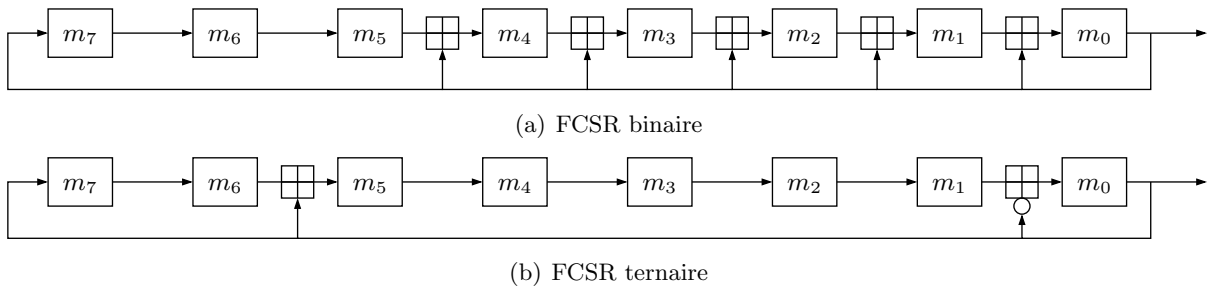 m₇ m₆ m₅ m₄ m₃ m₂ m₁ m₀
(a) FCSR binaire
m₇ m₆ m₅ m₄ m₃ m₂ m₁ m₀
(b) FCSR ternaire